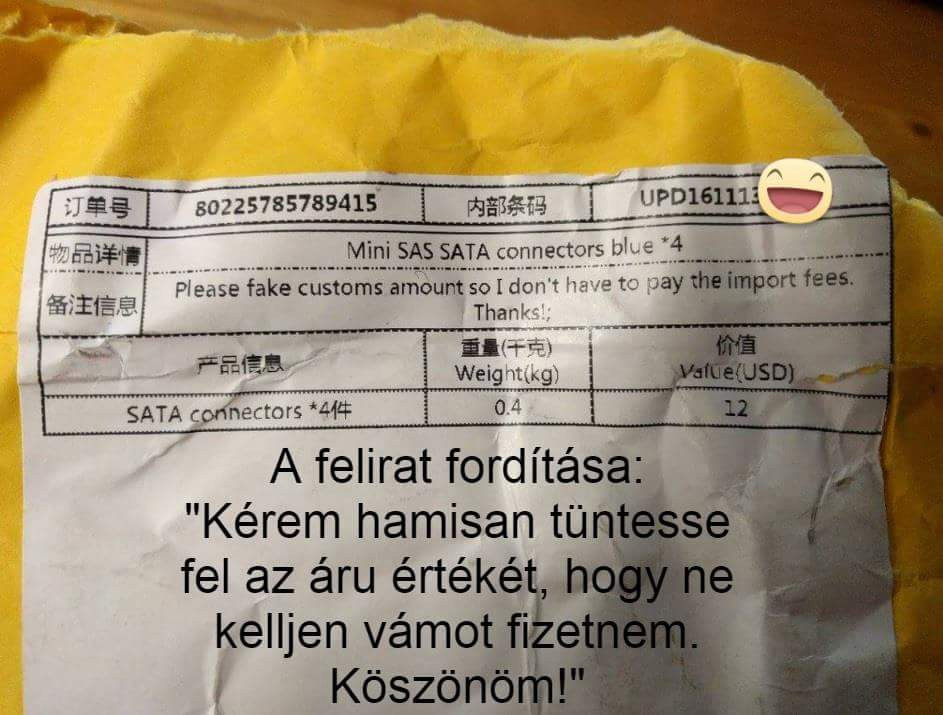 订单号 80225785789415 内部条码 UPD161113
物品详情 Mini SAS SATA connectors blue *4
备注信息 Please fake customs amount so I don't have to pay the import fees.
Thanks!;
产品信息 重量(千克) 价值
Weight(kg) Value(USD)
SATA connectors *4件 0.4 12
A felirat fordítása:
"Kérem hamisan tüntesse
fel az áru értékét, hogy ne
kelljen vámot fizetnem.
Köszönöm!"